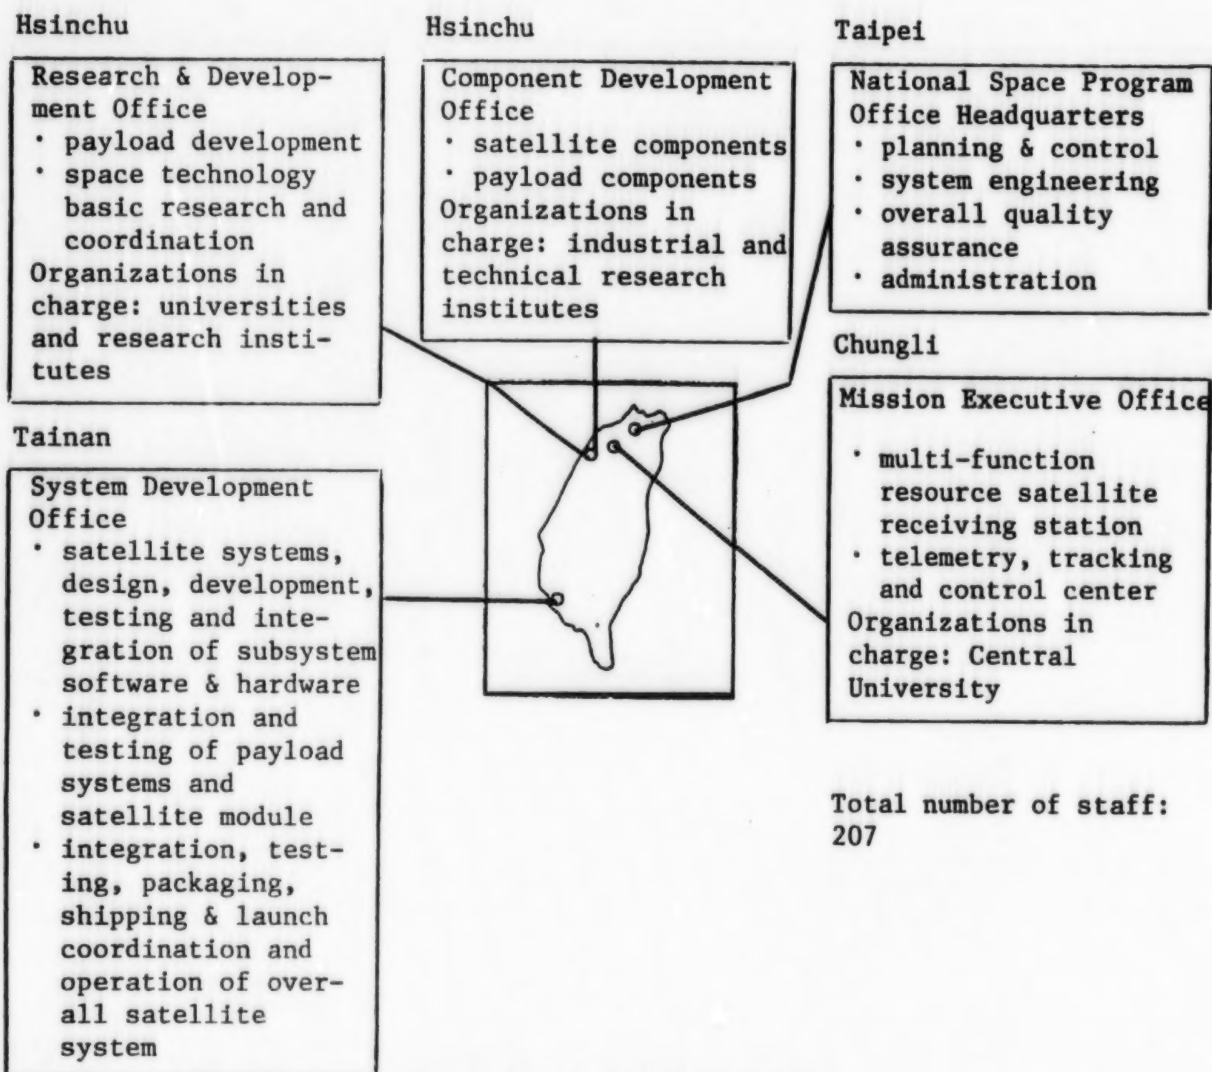 Hsinchu
Research & Develop-
ment Office
· payload development
· space technology
basic research and
coordination
Organizations in
charge: universities
and research insti-
tutes
Hsinchu
Component Development
Office
· satellite components
· payload components
Organizations in
charge: industrial and
technical research
institutes
Taipei
National Space Program
Office Headquarters
· planning & control
· system engineering
· overall quality
assurance
· administration
Chungli
Mission Executive Office
· multi-function
resource satellite
receiving station
· telemetry, tracking
and control center
Organizations in
charge: Central
University
Tainan
System Development
Office
· satellite systems,
design, development,
testing and inte-
gration of subsystem
software & hardware
· integration and
testing of payload
systems and
satellite module
· integration, test-
ing, packaging,
shipping & launch
coordination and
operation of over-
all satellite
system
Total number of staff:
207